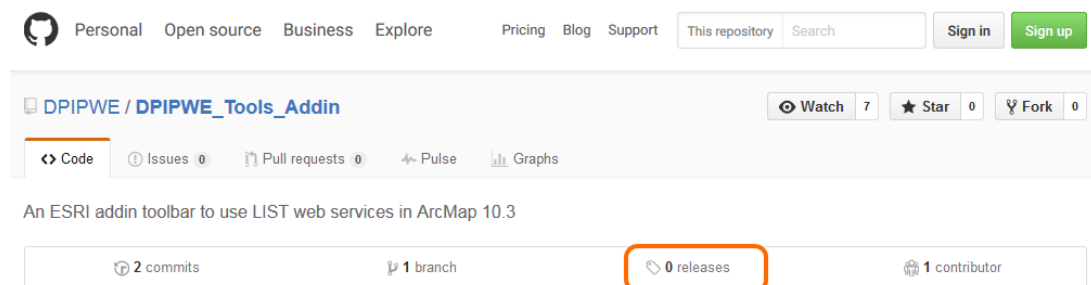 Personal Open source Business Explore Pricing Blog Support This repository Search Sign in Sign up
DPIPWE / DPIPWE_Tools_Addin Watch 7 Star 0 Fork 0
Code Issues 0 Pull requests 0 Pulse Graphs
An ESRI addin toolbar to use LIST web services in ArcMap 10.3
2 commits 1 branch 0 releases 1 contributor